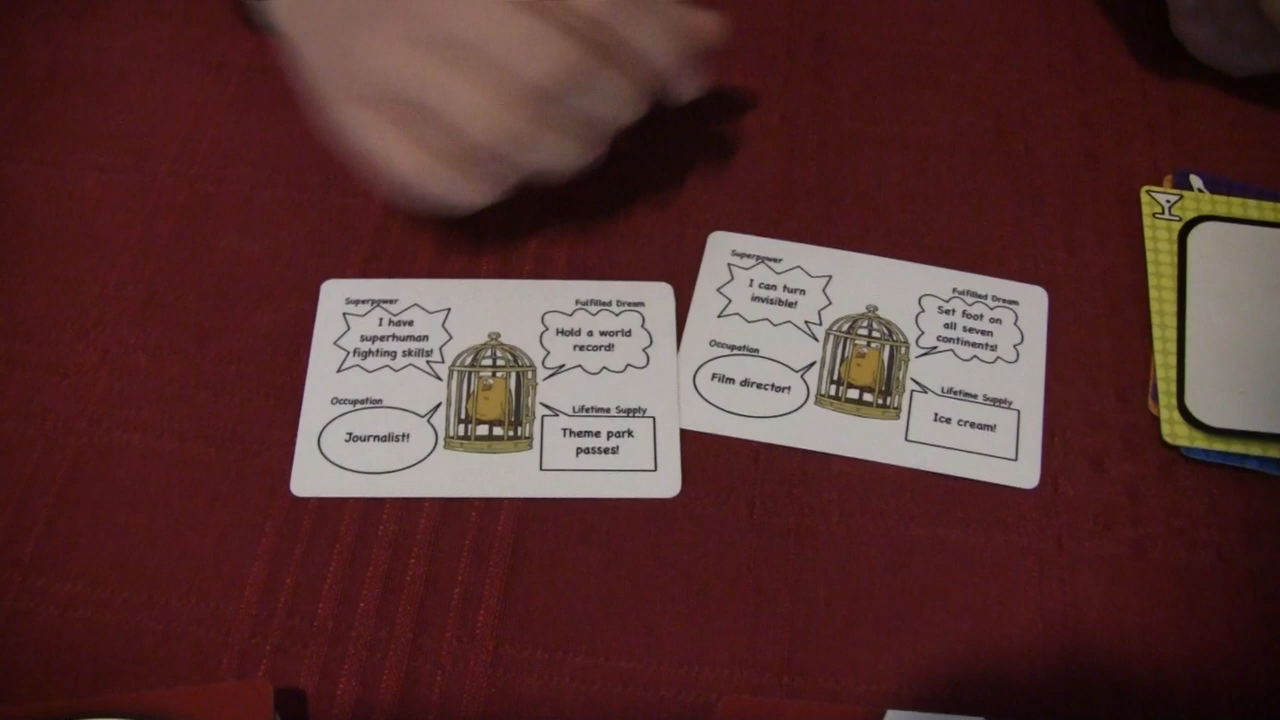 Superpower
I have
superhuman
fighting skills!
Fulfilled Dream
Hold a world
record!
Occupation
Journalist!
Lifetime Supply
Theme park
passes!
Superpower
I can turn
invisible!
Fulfilled Dream
Set foot on
all seven
continents!
Occupation
Film director!
Lifetime Supply
Ice cream!